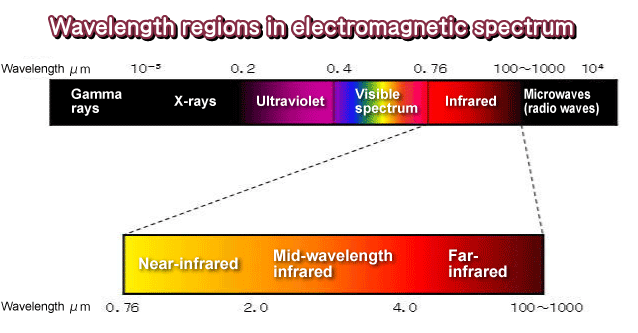 Wavelength regions in electromagnetic spectrum
Wavelength μm 10⁻⁵ 0.2 0.4 0.76 100～1000 10⁴
Gamma rays X-rays Ultraviolet Visible spectrum Infrared Microwaves (radio waves)
Near-infrared Mid-wavelength infrared Far-infrared
Wavelength μm 0.76 2.0 4.0 100～1000